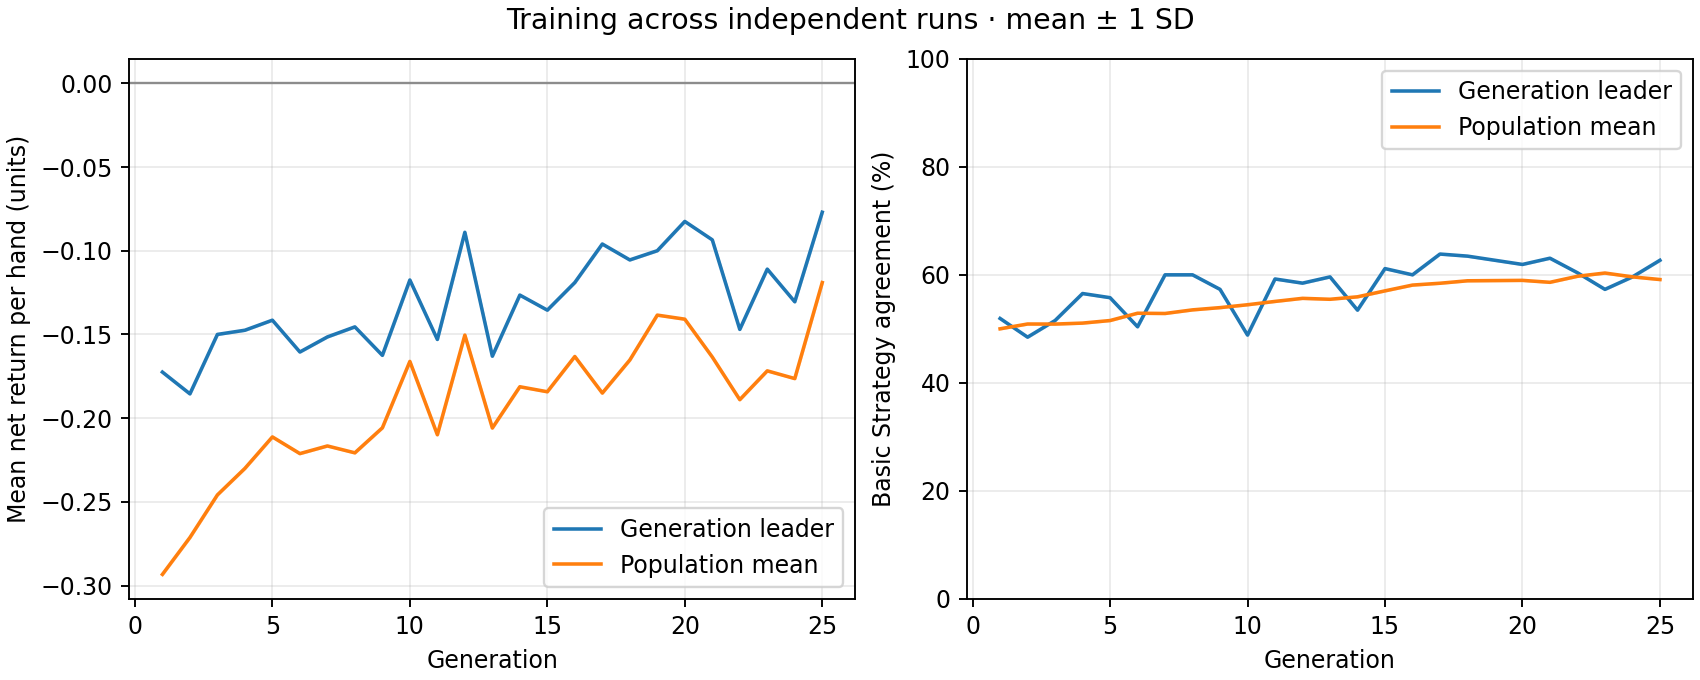 Training across independent runs · mean ± 1 SD
Mean net return per hand (units)
0.00
−0.05
−0.10
−0.15
−0.20
−0.25
−0.30
0
5
10
15
20
25
Generation
Generation leader
Population mean
Basic Strategy agreement (%)
100
80
60
40
20
0
0
5
10
15
20
25
Generation
Generation leader
Population mean